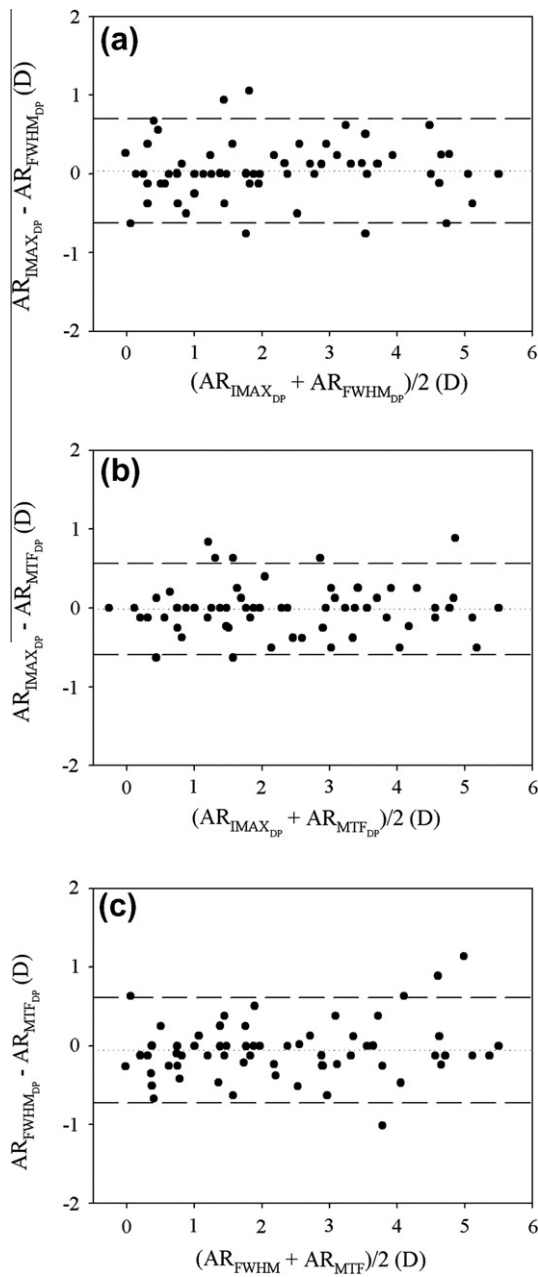 (a)
AR_IMAX_DP - AR_FWHM_DP (D)
2
1
0
-1
-2
0 1 2 3 4 5 6
(AR_IMAX_DP + AR_FWHM_DP)/2 (D)
(b)
AR_IMAX_DP - AR_MTF_DP (D)
2
1
0
-1
-2
0 1 2 3 4 5 6
(AR_IMAX_DP + AR_MTF_DP)/2 (D)
(c)
AR_FWHM_DP - AR_MTF_DP (D)
2
1
0
-1
-2
0 1 2 3 4 5 6
(AR_FWHM + AR_MTF)/2 (D)